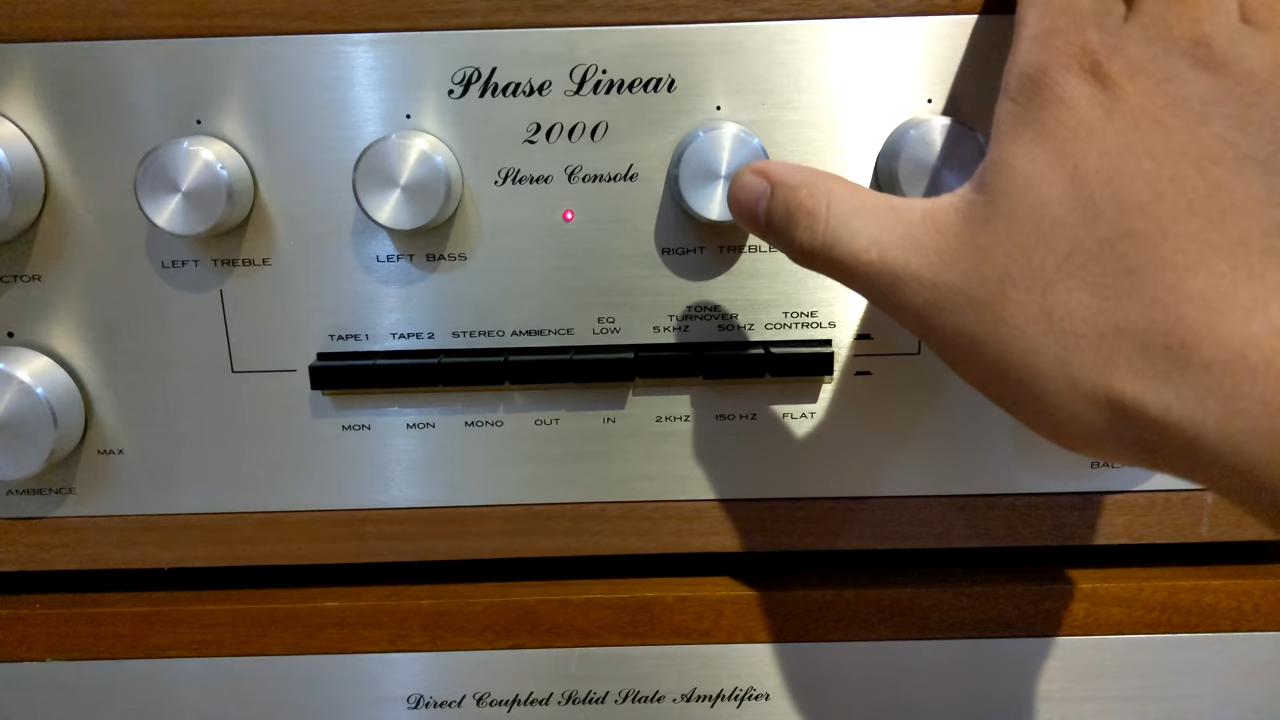 Phase Linear
2000
Stereo Console
CTOR
LEFT TREBLE
LEFT BASS
RIGHT TREBLE
TAPE 1
TAPE 2
STEREO
AMBIENCE
EQ
LOW
TONE
TURNOVER
5 KHZ
50 HZ
TONE
CONTROLS
MON
MON
MONO
OUT
IN
2 KHZ
150 HZ
FLAT
MAX
AMBIENCE
Direct Coupled Solid State Amplifier